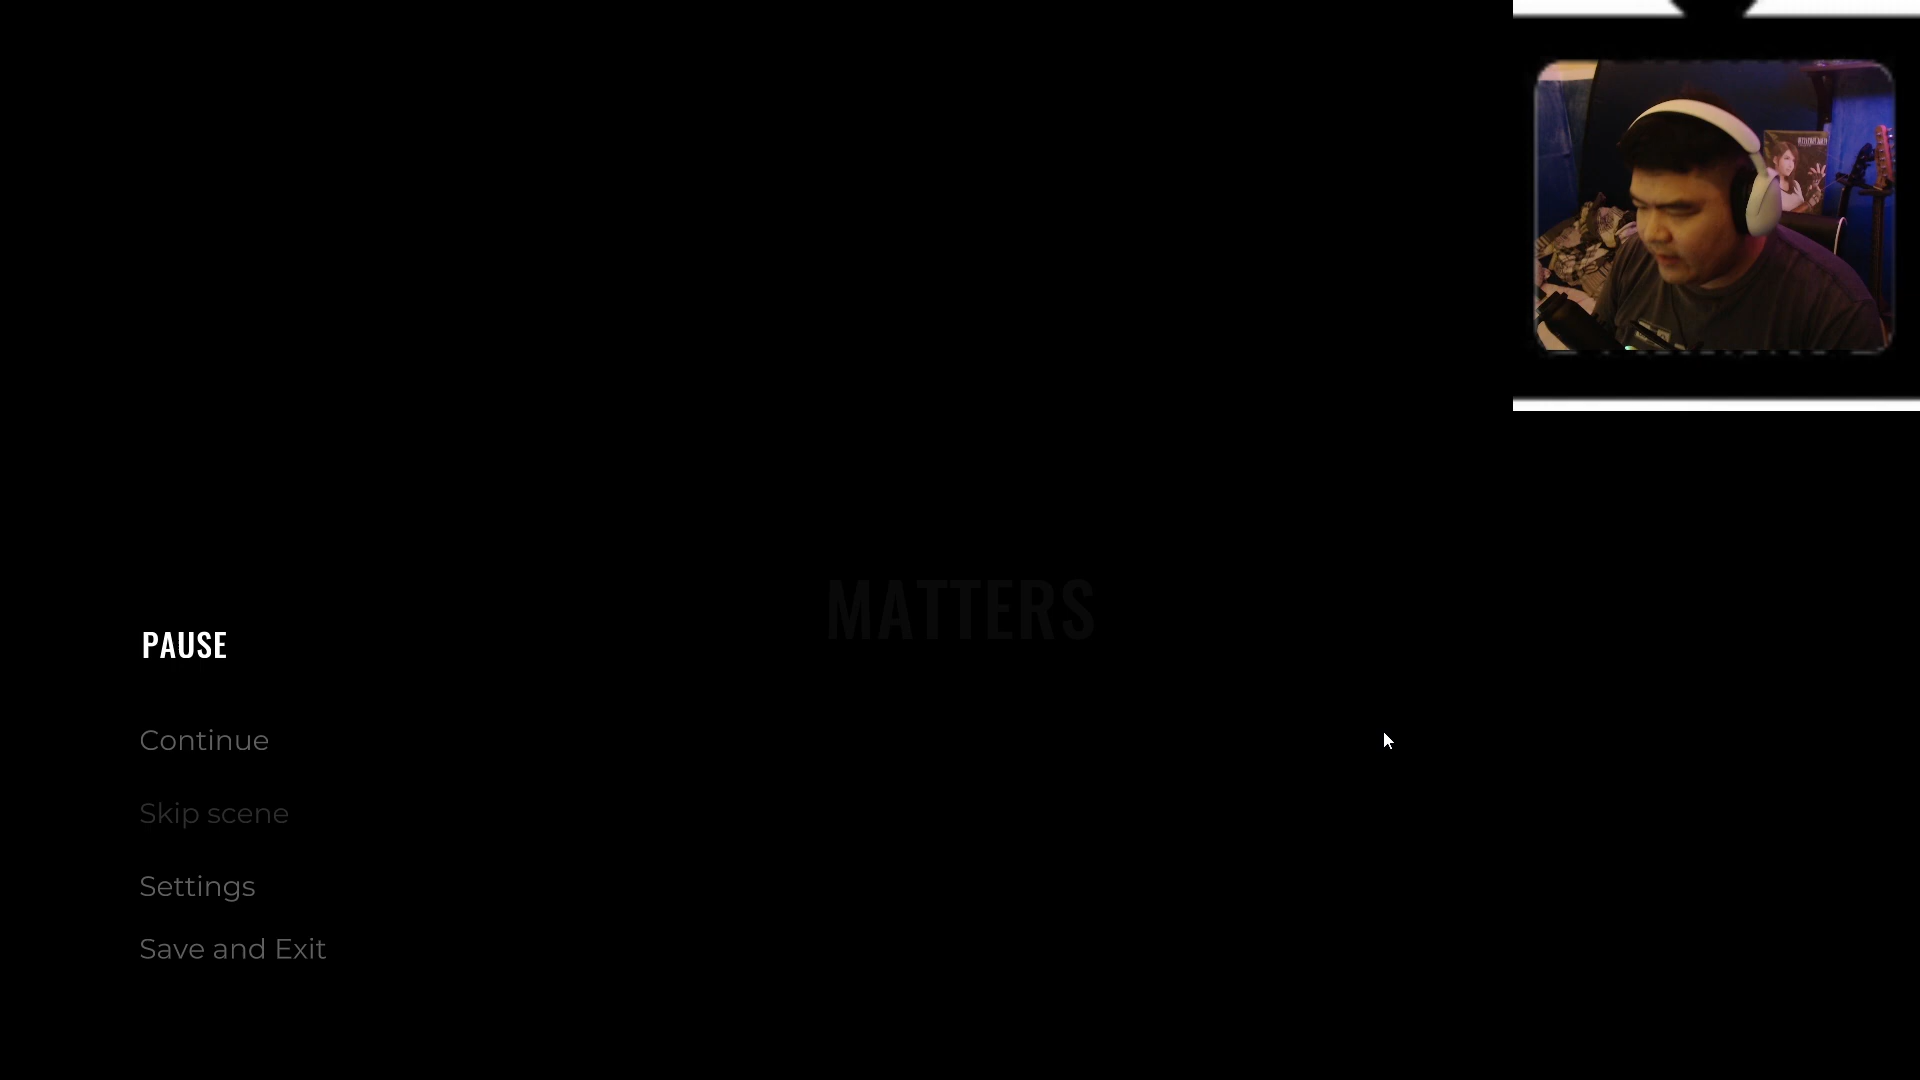 MATTERS
PAUSE
Continue
Skip scene
Settings
Save and Exit